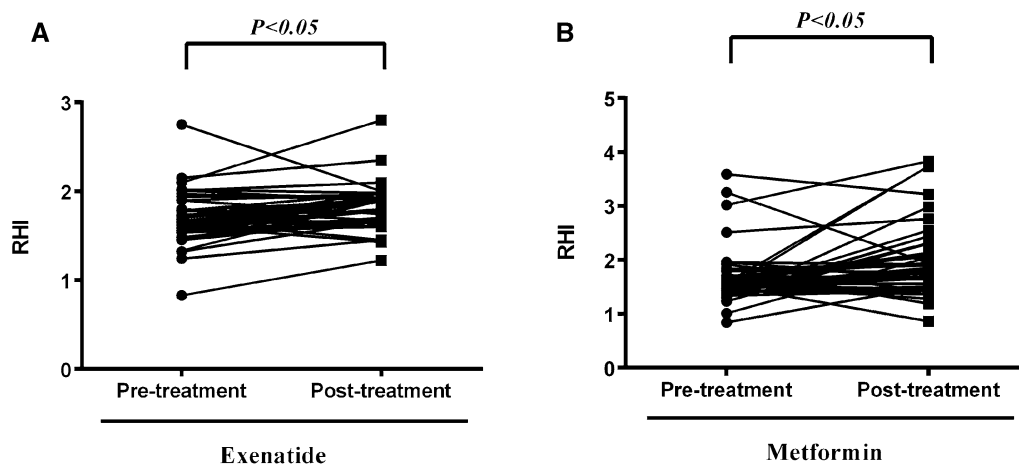 A
P<0.05
3
2
1
0
RHI
Pre-treatment Post-treatment
Exenatide
B
P<0.05
5
4
3
2
1
0
RHI
Pre-treatment Post-treatment
Metformin